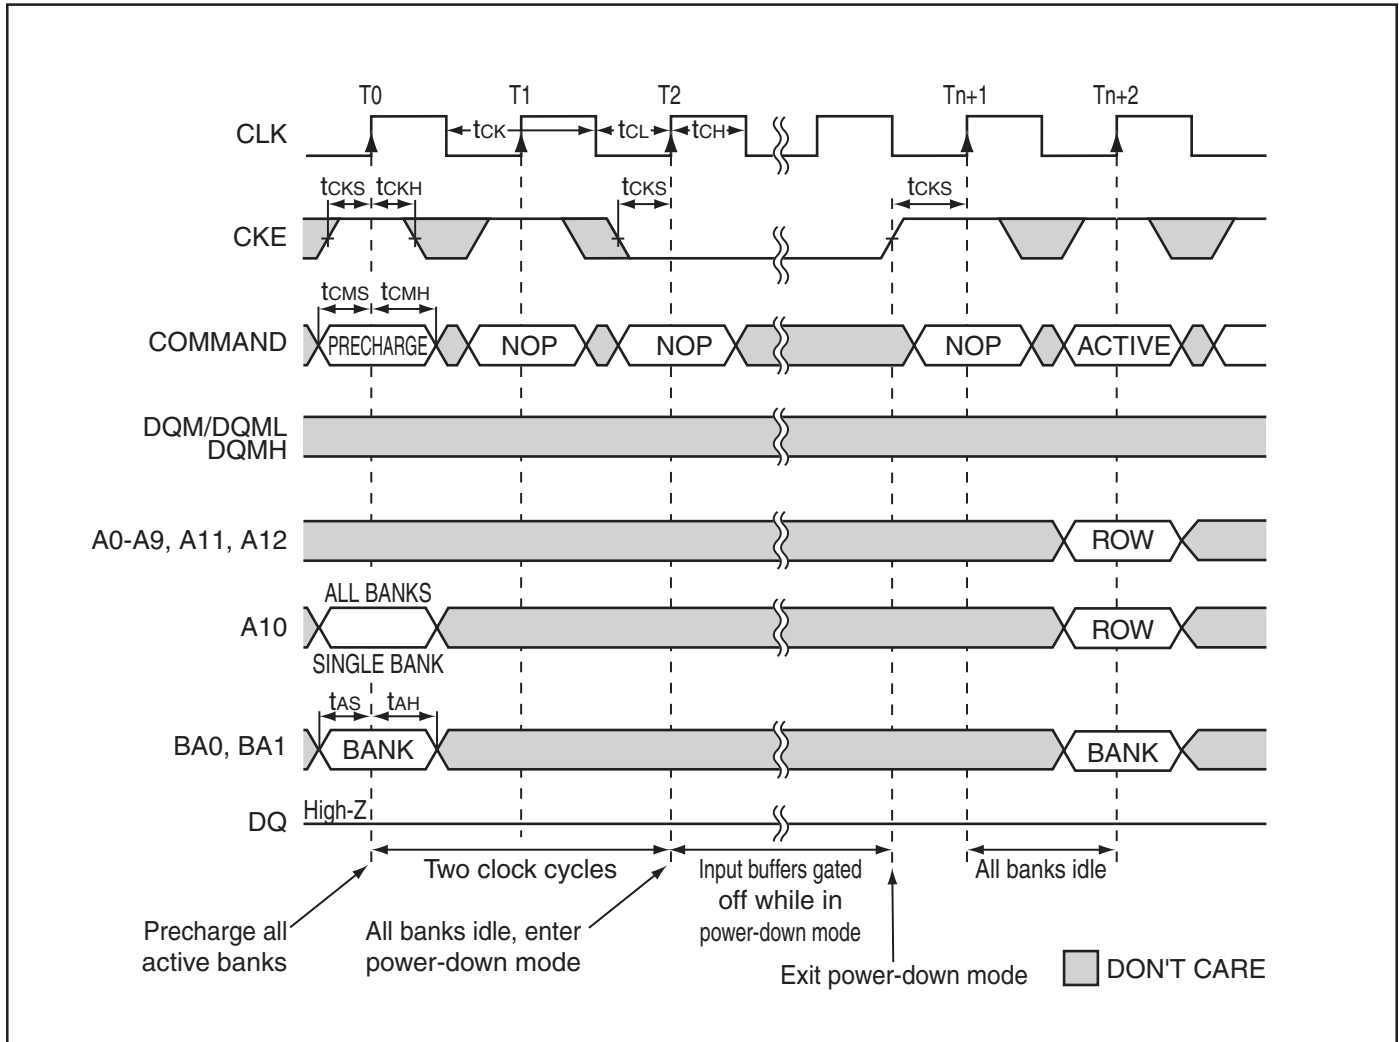 T0 T1 T2 Tn+1 Tn+2
CLK tCK tCL tCH
tCKS tCKH tCKS tCKS
CKE
tCMS tCMH
COMMAND PRECHARGE NOP NOP NOP ACTIVE
DQM/DQML
DQMH
A0-A9, A11, A12 ROW
ALL BANKS
A10 ROW
SINGLE BANK
tAS tAH
BA0, BA1 BANK BANK
High-Z
DQ
Two clock cycles
Input buffers gated
off while in
power-down mode
All banks idle
Precharge all
active banks
All banks idle, enter
power-down mode
Exit power-down mode
DON'T CARE